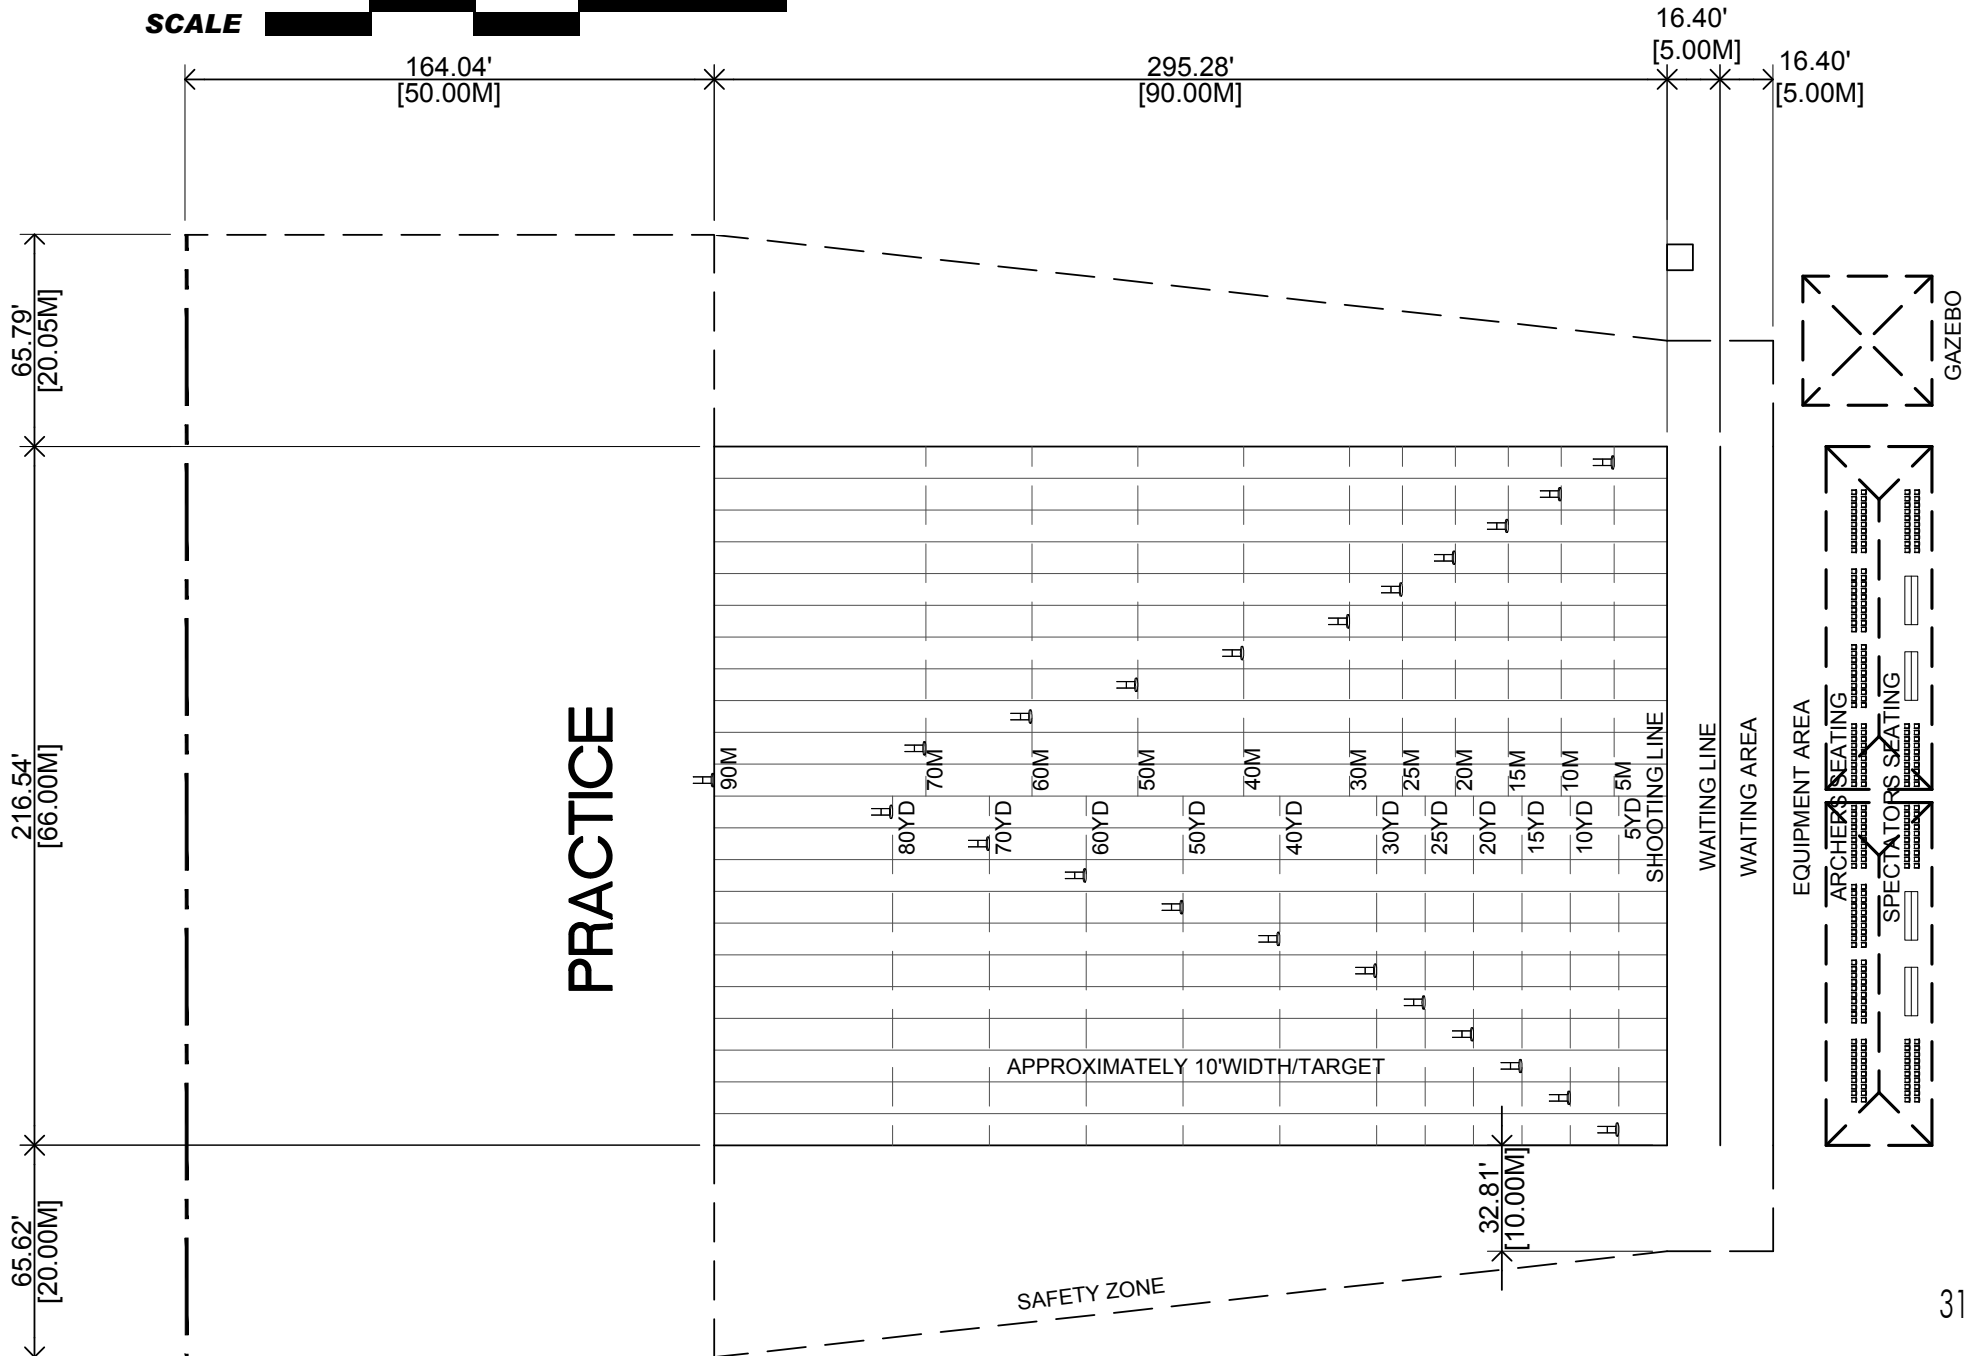 SCALE
16.40'
[5.00M]
164.04'
[50.00M]
295.28'
[90.00M]
16.40'
[5.00M]
65.79'
[20.05M]
GAZEBO
216.54'
[66.00M]
PRACTICE
90M
70M
60M
50M
40M
30M
25M
20M
15M
10M
5M
80YD
70YD
60YD
50YD
40YD
30YD
25YD
20YD
15YD
10YD
5YD
SHOOTING LINE
WAITING LINE
WAITING AREA
EQUIPMENT AREA
ARCHERS SEATING
SPECTATORS SEATING
APPROXIMATELY 10'WIDTH/TARGET
32.81'
[10.00M]
65.62'
[20.00M]
SAFETY ZONE
31